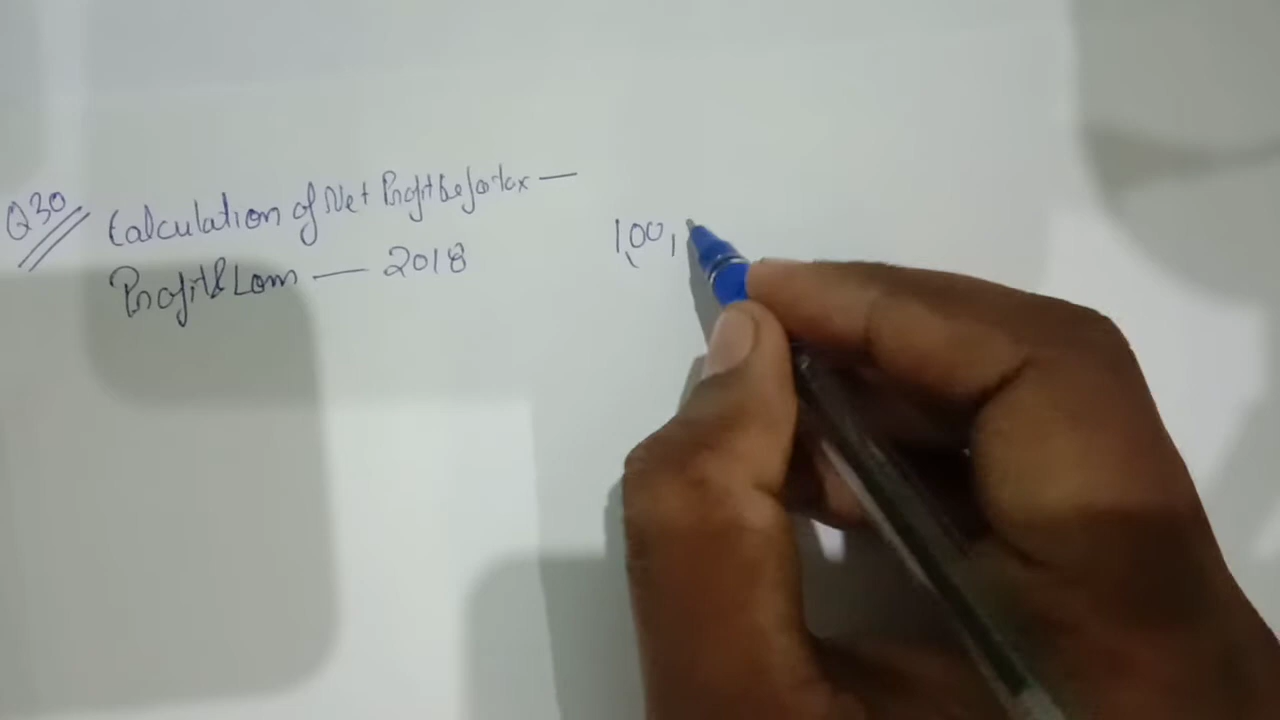 Q30
Calculation of Net Profit before tax —
Profit & Loss — 2018 1,00,